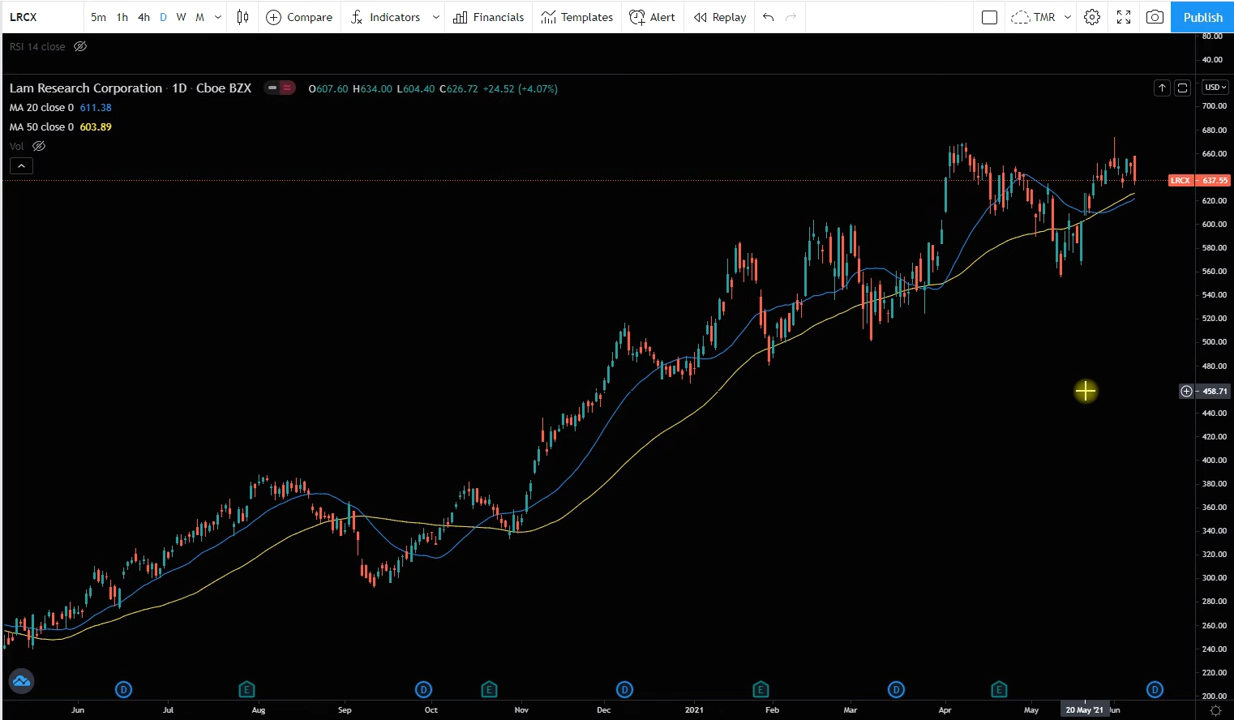 LRCX 5m 1h 4h D W M Compare Indicators Financials Templates Alert Replay TMR Publish
RSI 14 close
80.00
40.00
Lam Research Corporation · 1D · Cboe BZX O607.60 H634.00 L604.40 C626.72 +24.52 (+4.07%)
USD
MA 20 close 0 611.38
MA 50 close 0 603.89
Vol
700.00
680.00
660.00
LRCX 637.55
620.00
600.00
580.00
560.00
540.00
520.00
500.00
480.00
458.71
440.00
420.00
400.00
380.00
360.00
340.00
320.00
300.00
280.00
260.00
240.00
220.00
200.00
D E D E D E D E D
Jun Jul Aug Sep Oct Nov Dec 2021 Feb Mar Apr May 20 May '21 Jun